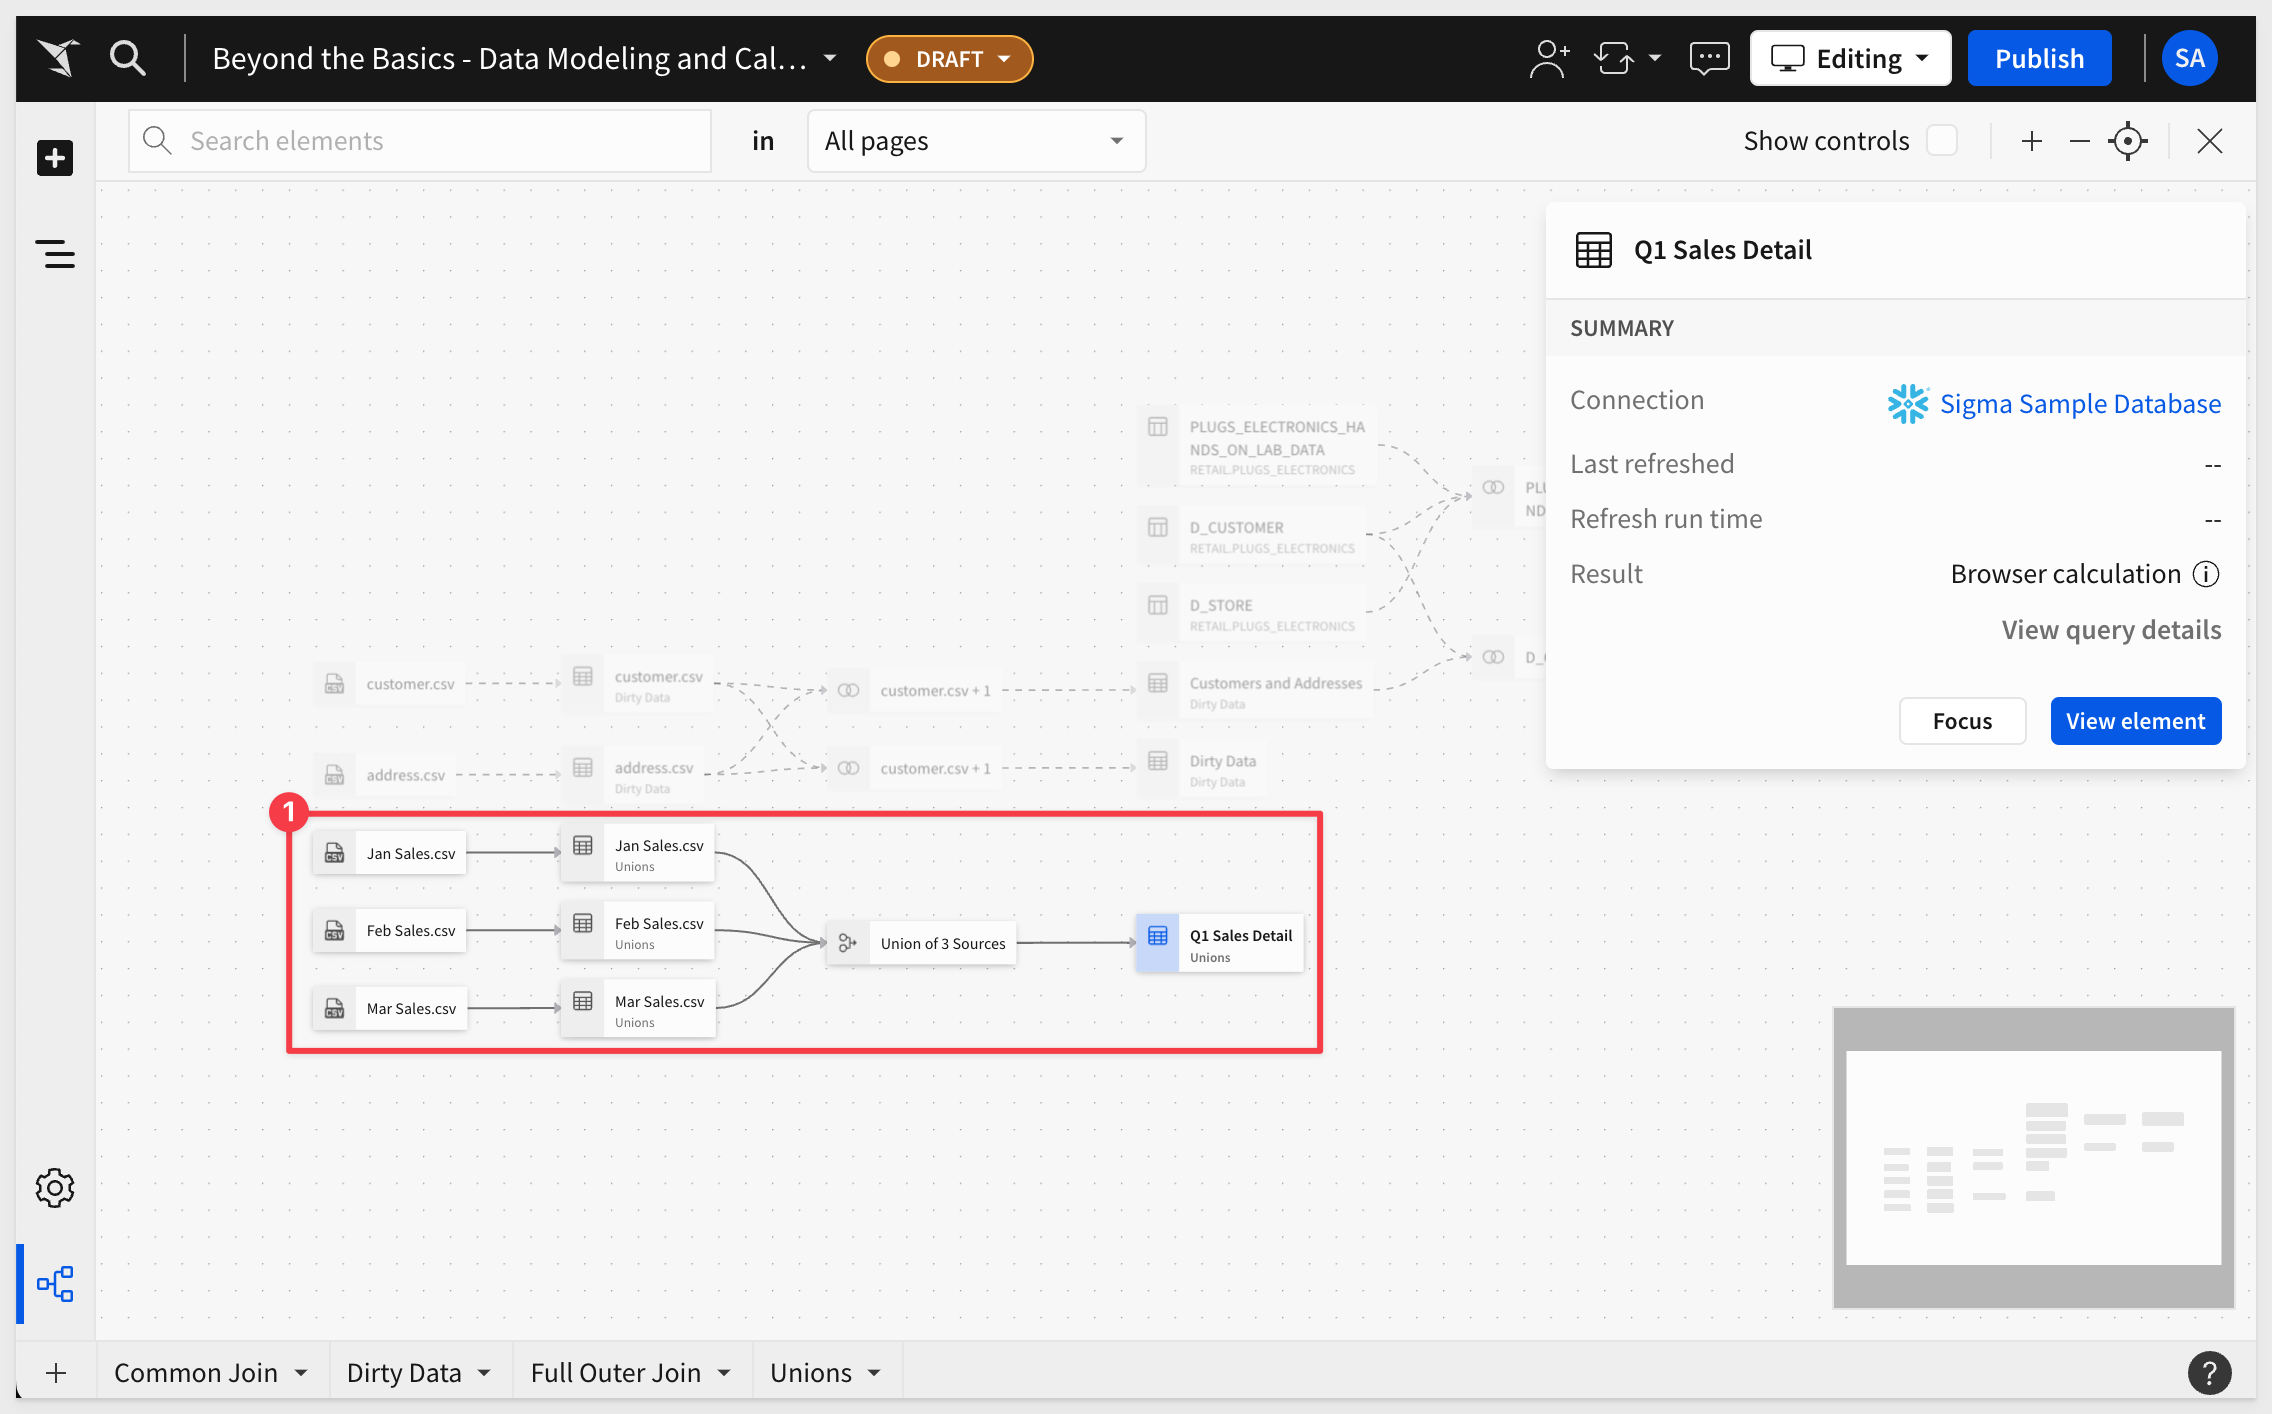 Beyond the Basics - Data Modeling and Cal...
DRAFT
Editing
Publish
SA
Search elements
in
All pages
Show controls
Q1 Sales Detail
SUMMARY
Connection
Sigma Sample Database
Last refreshed
--
Refresh run time
--
Result
Browser calculation
View query details
Focus
View element
PLUGS_ELECTRONICS_HA
NDS_ON_LAB_DATA
RETAIL.PLUGS_ELECTRONICS
D_CUSTOMER
RETAIL.PLUGS_ELECTRONICS
D_STORE
RETAIL.PLUGS_ELECTRONICS
Customers and Addresses
Dirty Data
Dirty Data
Dirty Data
ND
customer.csv
customer.csv
Dirty Data
customer.csv + 1
address.csv
address.csv
Dirty Data
customer.csv + 1
1
CSV
Jan Sales.csv
Jan Sales.csv
Unions
CSV
Feb Sales.csv
Feb Sales.csv
Unions
CSV
Mar Sales.csv
Mar Sales.csv
Unions
Union of 3 Sources
Q1 Sales Detail
Unions
Common Join
Dirty Data
Full Outer Join
Unions
?